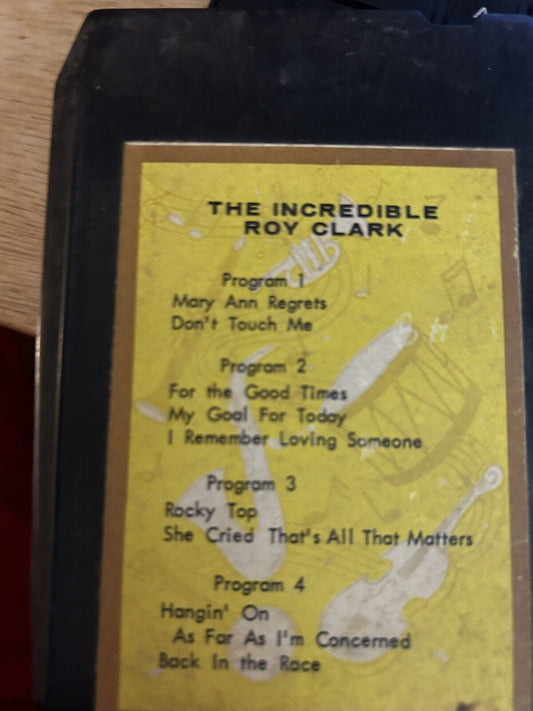 THE INCREDIBLE
ROY CLARK
Program 1
Mary Ann Regrets
Don't Touch Me
Program 2
For the Good Times
My Goal For Today
I Remember Loving Someone
Program 3
Rocky Top
She Cried That's All That Matters
Program 4
Hangin' On
As Far As I'm Concerned
Back In the Race